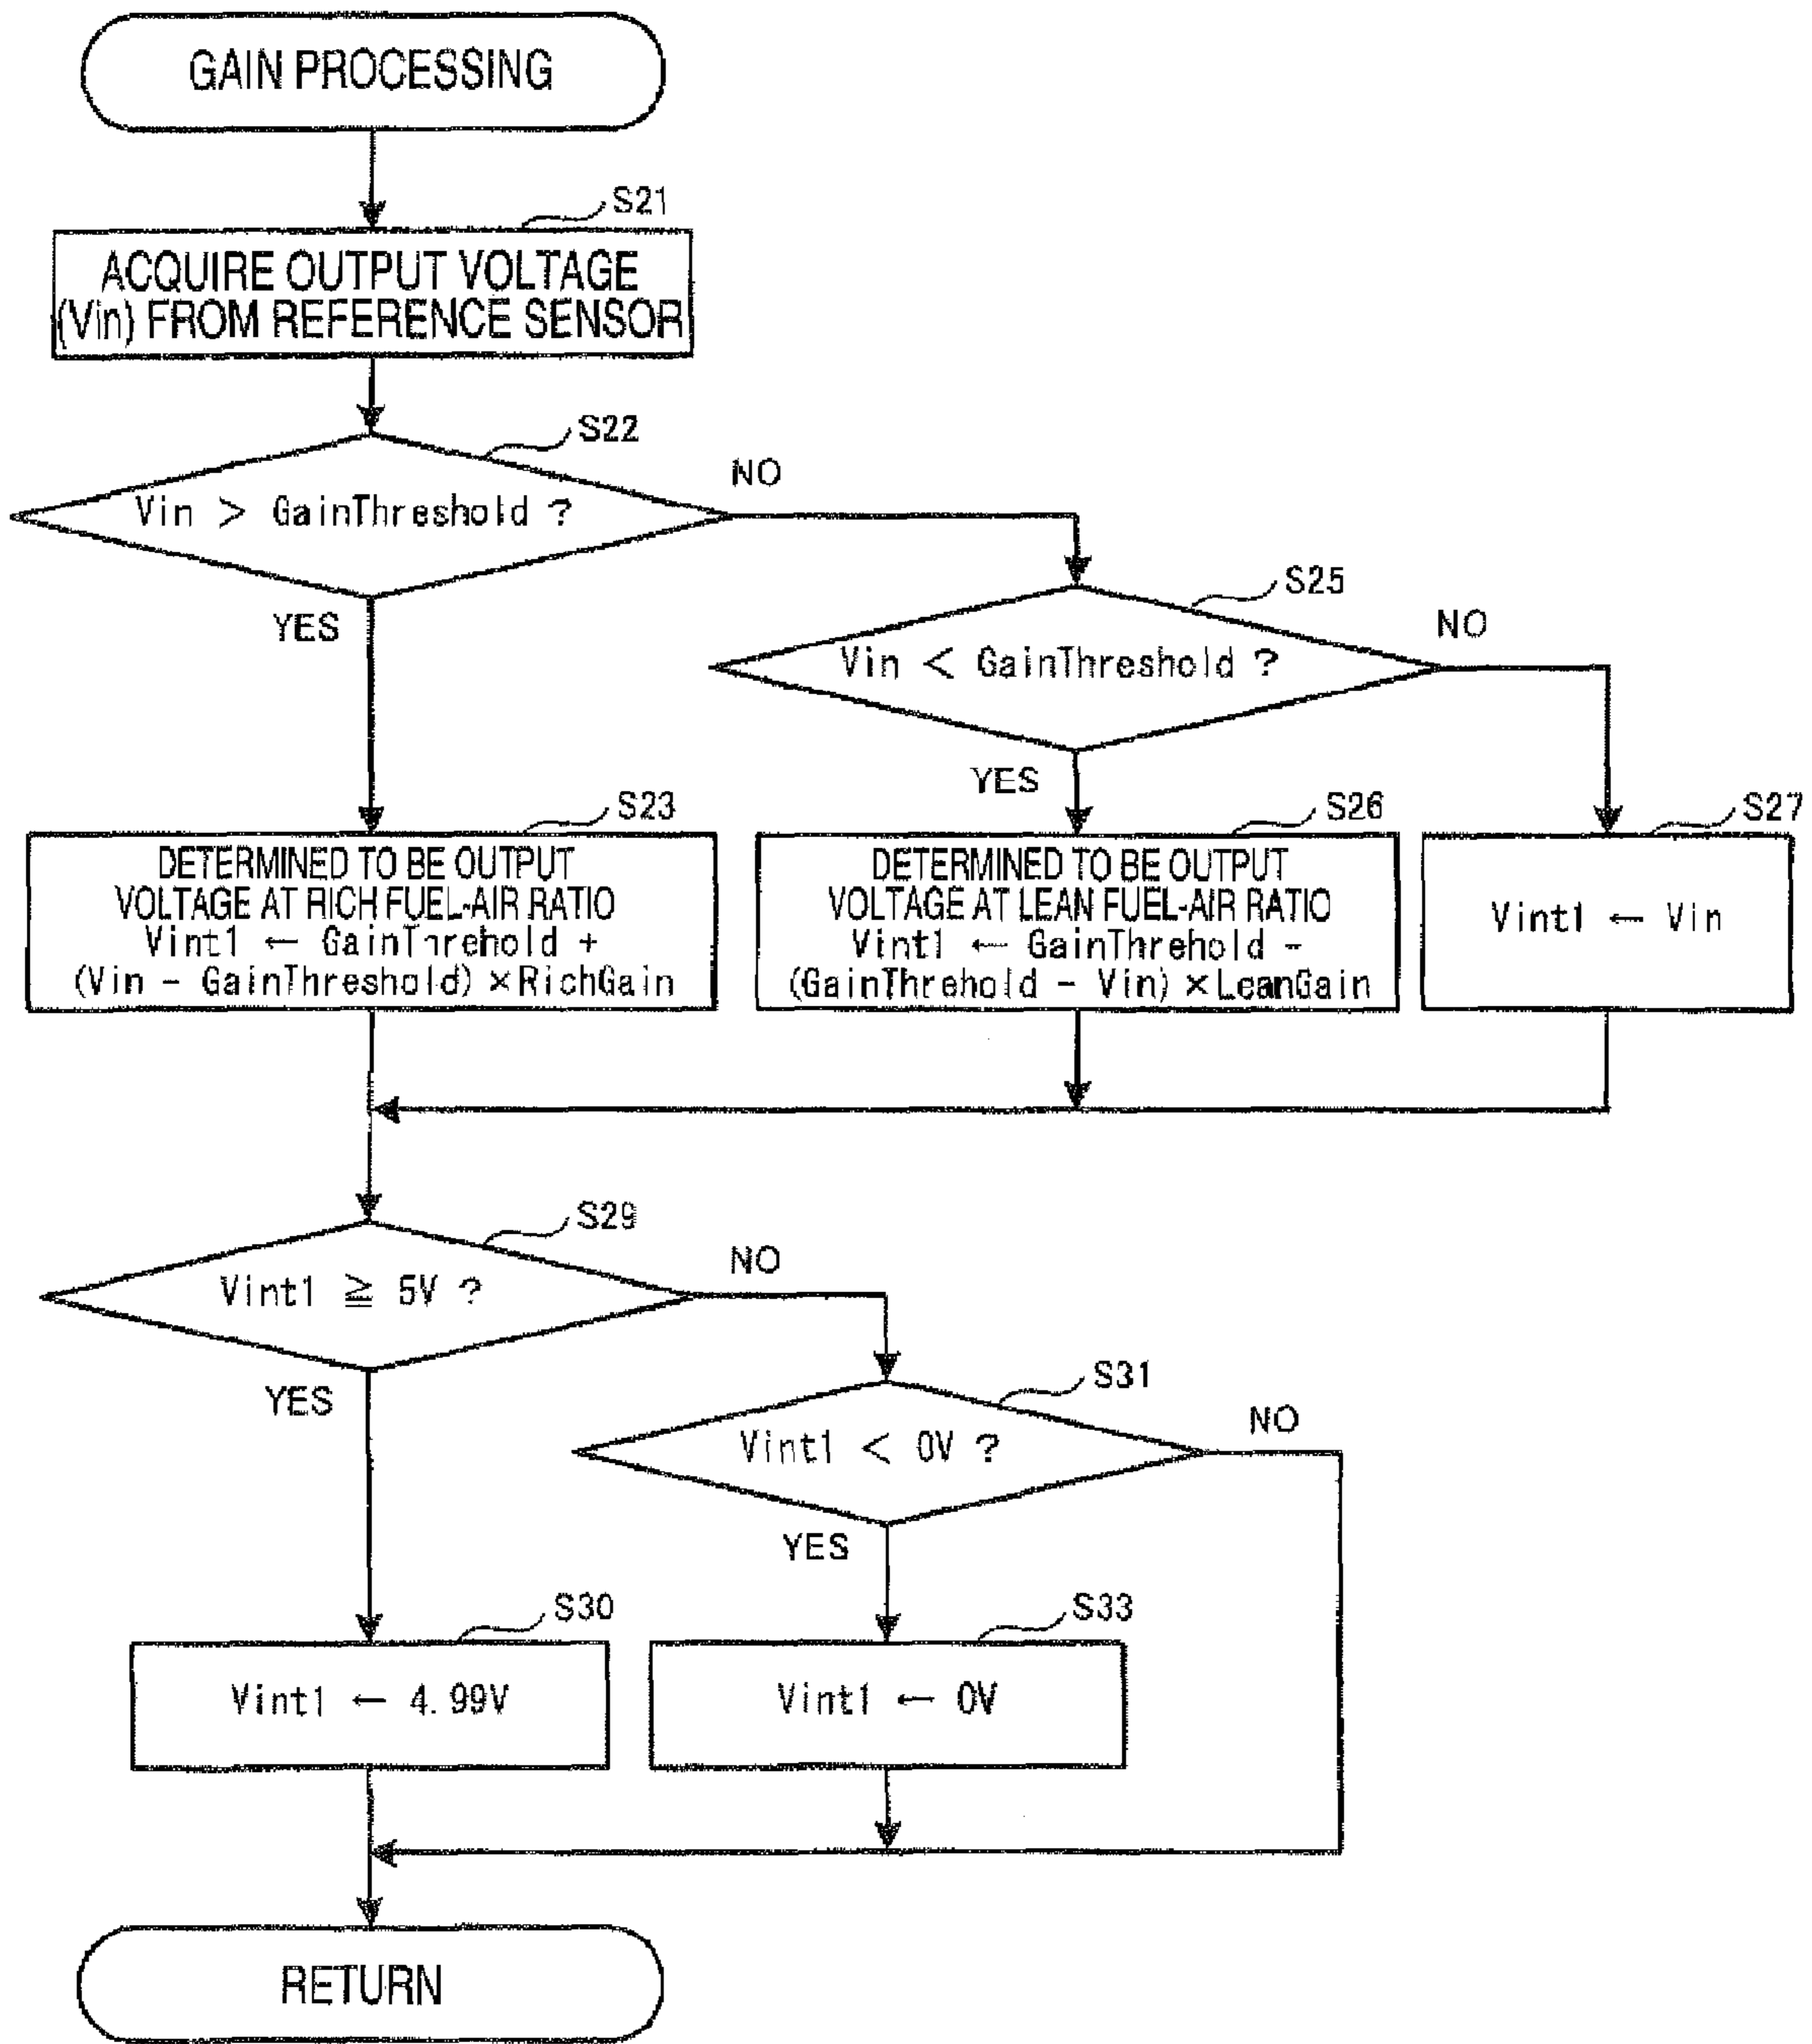 GAIN PROCESSING
S21
ACQUIRE OUTPUT VOLTAGE
(Vin) FROM REFERENCE SENSOR
S22
Vin > GainThreshold ?
NO
YES
S25
Vin < GainThreshold ?
NO
YES
S23
DETERMINED TO BE OUTPUT
VOLTAGE AT RICH FUEL-AIR RATIO
Vint1 ← GainThrehold +
(Vin - GainThreshold) ×RichGain
S26
DETERMINED TO BE OUTPUT
VOLTAGE AT LEAN FUEL-AIR RATIO
Vint1 ← GainThrehold -
(GainThrehold - Vin) ×LeanGain
S27
Vint1 ← Vin
S29
Vint1 ≧ 5V ?
NO
YES
S31
Vint1 < 0V ?
NO
YES
S30
Vint1 ← 4.99V
S33
Vint1 ← 0V
RETURN